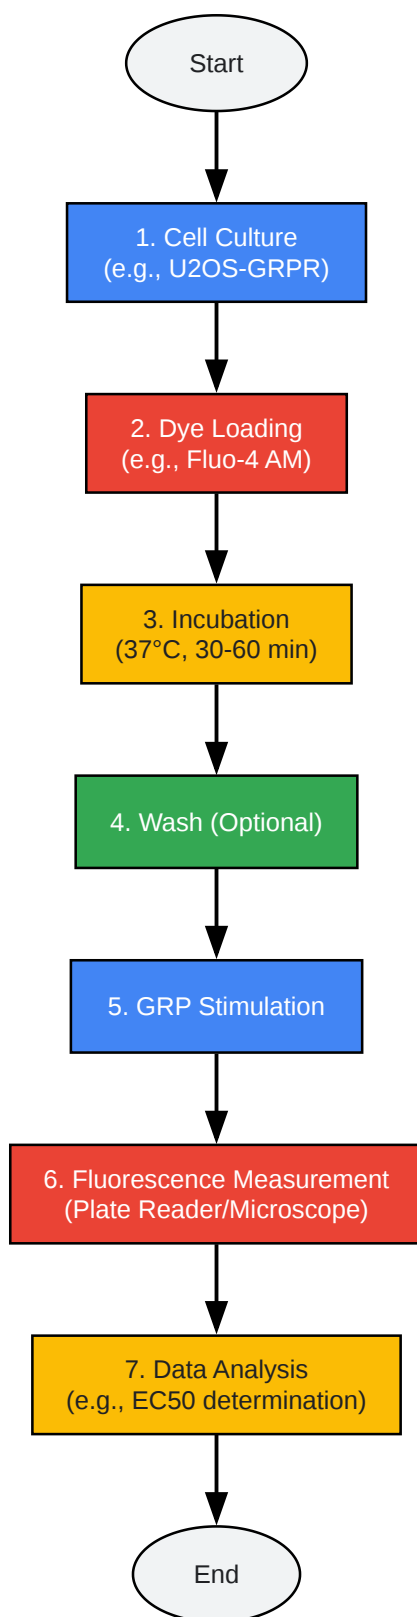 Start
1. Cell Culture
(e.g., U2OS-GRPR)
2. Dye Loading
(e.g., Fluo-4 AM)
3. Incubation
(37°C, 30-60 min)
4. Wash (Optional)
5. GRP Stimulation
6. Fluorescence Measurement
(Plate Reader/Microscope)
7. Data Analysis
(e.g., EC50 determination)
End